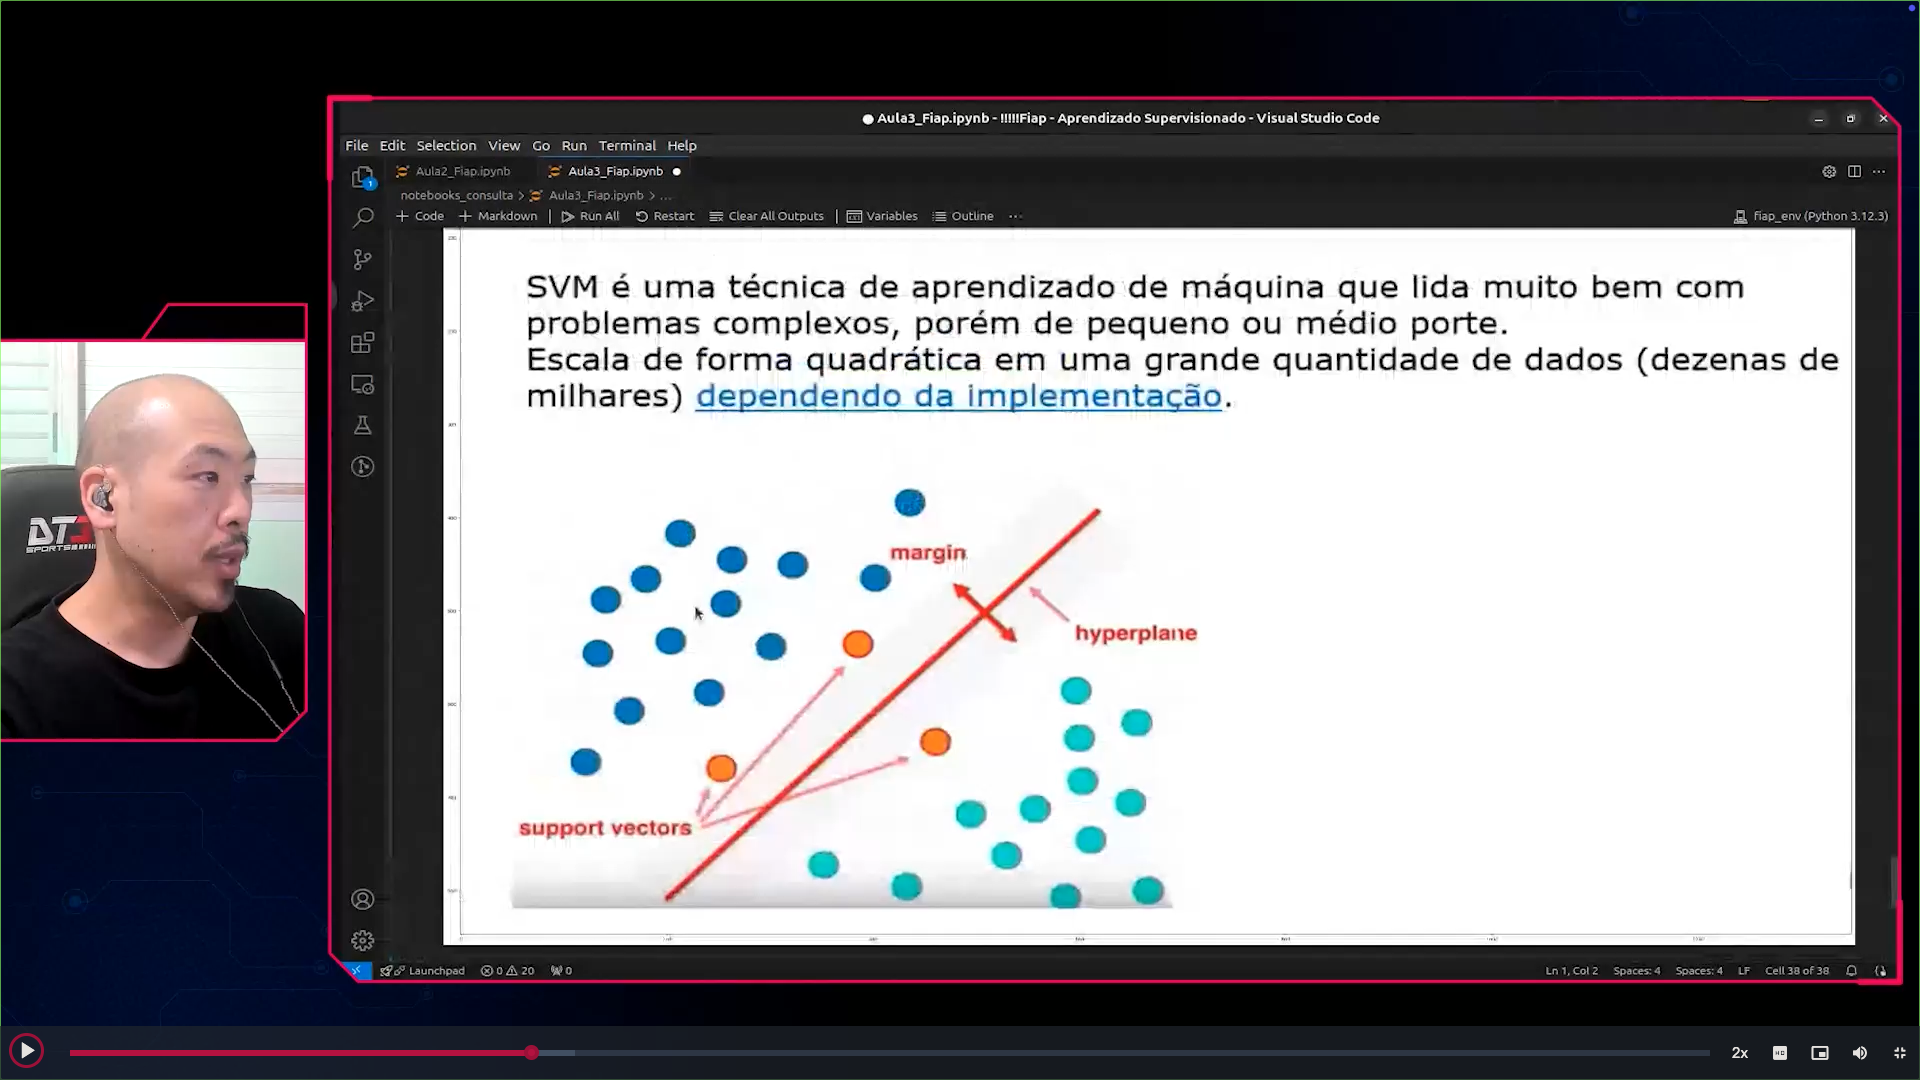 Aula3_Fiap.ipynb - !!!!!Fiap - Aprendizado Supervisionado - Visual Studio Code
File Edit Selection View Go Run Terminal Help
Aula2_Fiap.ipynb Aula3_Fiap.ipynb
notebooks_consulta > Aula3_Fiap.ipynb > ...
1
+ Code + Markdown | Run All Restart Clear All Outputs | Variables Outline ...
fiap_env (Python 3.12.3)
SVM é uma técnica de aprendizado de máquina que lida muito bem com
problemas complexos, porém de pequeno ou médio porte.
Escala de forma quadrática em uma grande quantidade de dados (dezenas de
milhares) dependendo da implementação.
margin
hyperplane
support vectors
DT3
SPORTS
Launchpad 0 20 0
Ln 1, Col 2 Spaces: 4 Spaces: 4 LF Cell 38 of 38
2x